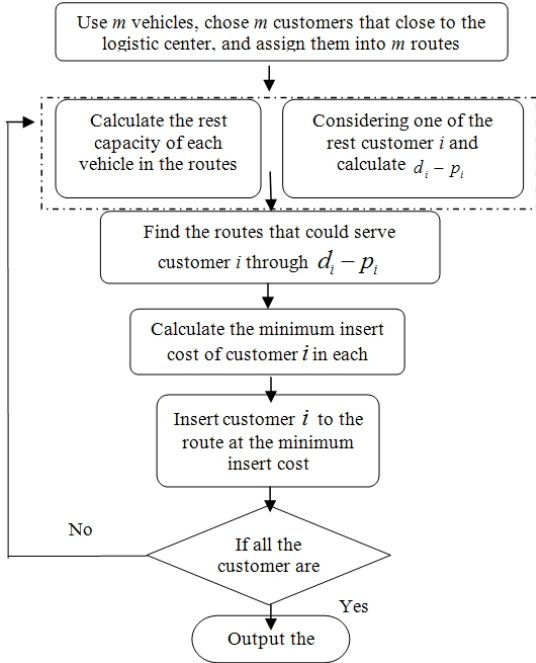 Use m vehicles, chose m customers that close to the
logistic center, and assign them into m routes
Calculate the rest
capacity of each
vehicle in the routes
Considering one of the
rest customer i and
calculate d_i − p_i
Find the routes that could serve
customer i through d_i − p_i
Calculate the minimum insert
cost of customer i in each
Insert customer i to the
route at the minimum
insert cost
If all the
customer are
No
Yes
Output the